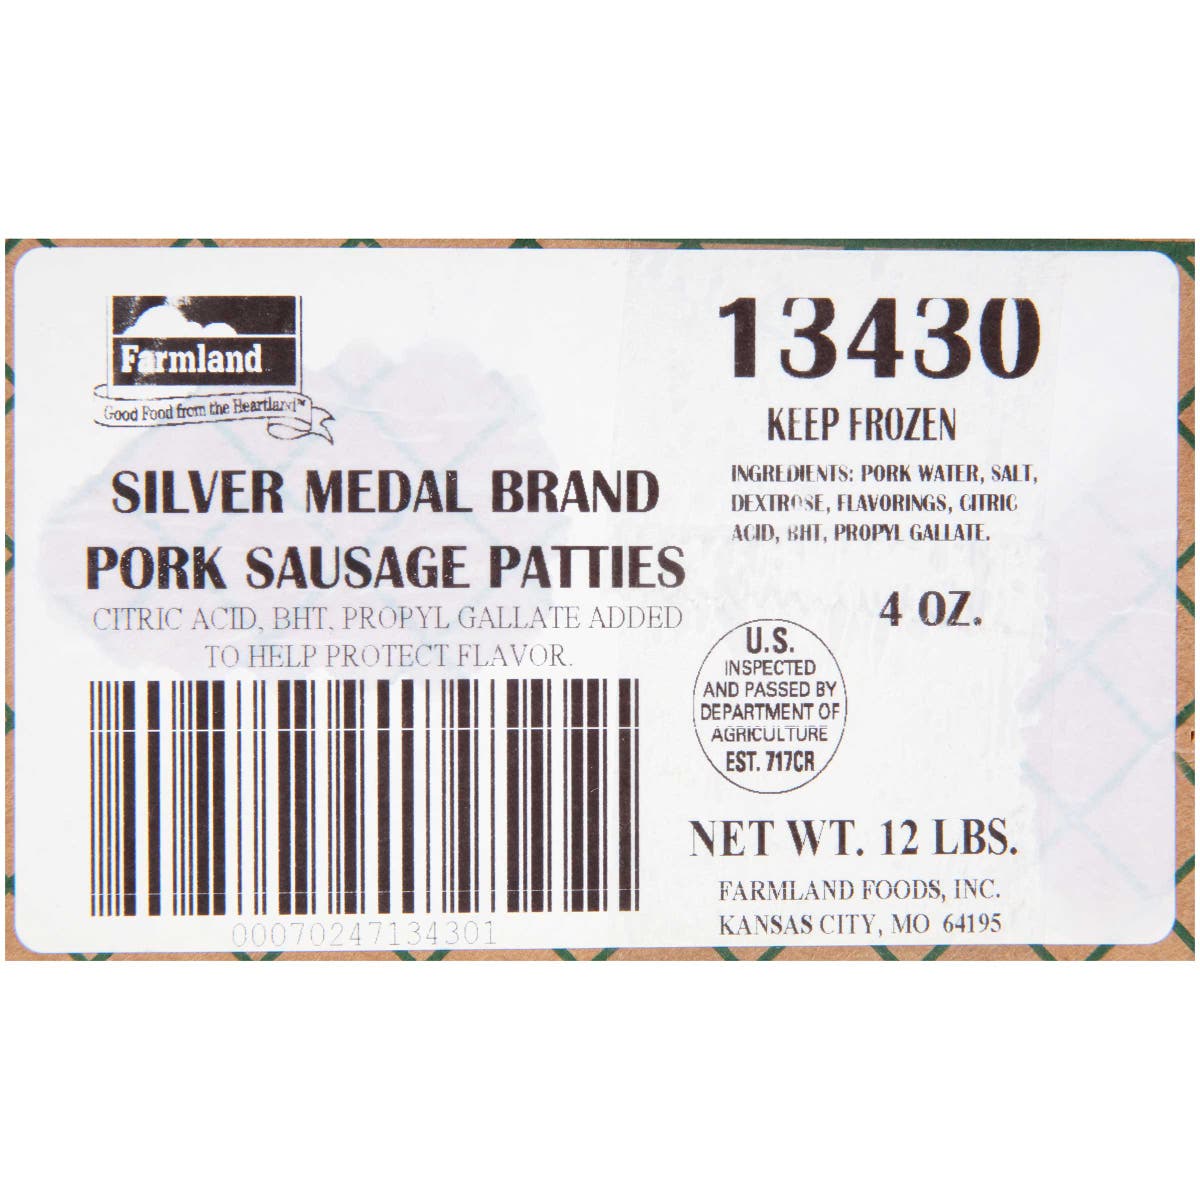 Farmland
Good Food from the Heartland™
SILVER MEDAL BRAND
PORK SAUSAGE PATTIES
CITRIC ACID, BHT, PROPYL GALLATE ADDED
TO HELP PROTECT FLAVOR.
00070247134301
13430
KEEP FROZEN
INGREDIENTS: PORK WATER, SALT,
DEXTROSE, FLAVORINGS, CITRIC
ACID, BHT, PROPYL GALLATE.
4 OZ.
U.S.
INSPECTED
AND PASSED BY
DEPARTMENT OF
AGRICULTURE
EST. 717CR
NET WT. 12 LBS.
FARMLAND FOODS, INC.
KANSAS CITY, MO 64195